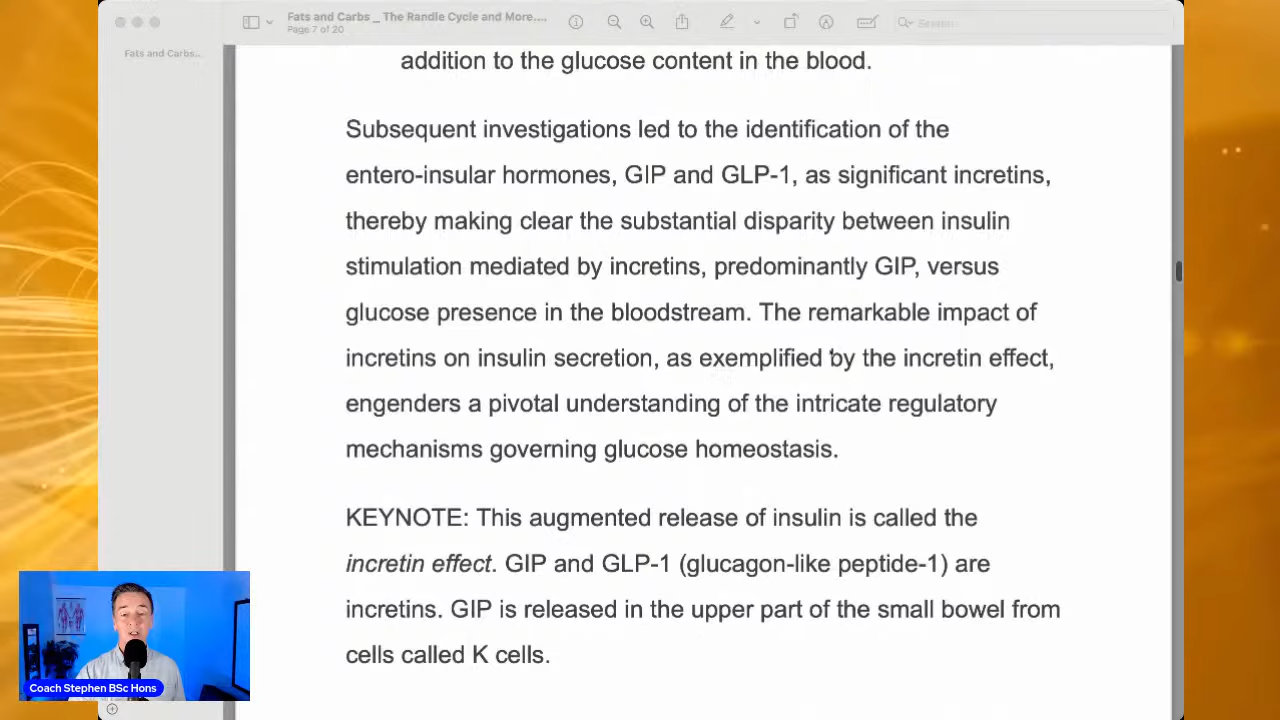 Fats and Carbs _ The Randle Cycle and More....
Page 7 of 20
Search
Fats and Carbs...
addition to the glucose content in the blood.
Subsequent investigations led to the identification of the
entero-insular hormones, GIP and GLP-1, as significant incretins,
thereby making clear the substantial disparity between insulin
stimulation mediated by incretins, predominantly GIP, versus
glucose presence in the bloodstream. The remarkable impact of
incretins on insulin secretion, as exemplified by the incretin effect,
engenders a pivotal understanding of the intricate regulatory
mechanisms governing glucose homeostasis.
KEYNOTE: This augmented release of insulin is called the
incretin effect. GIP and GLP-1 (glucagon-like peptide-1) are
incretins. GIP is released in the upper part of the small bowel from
cells called K cells.
Coach Stephen BSc Hons